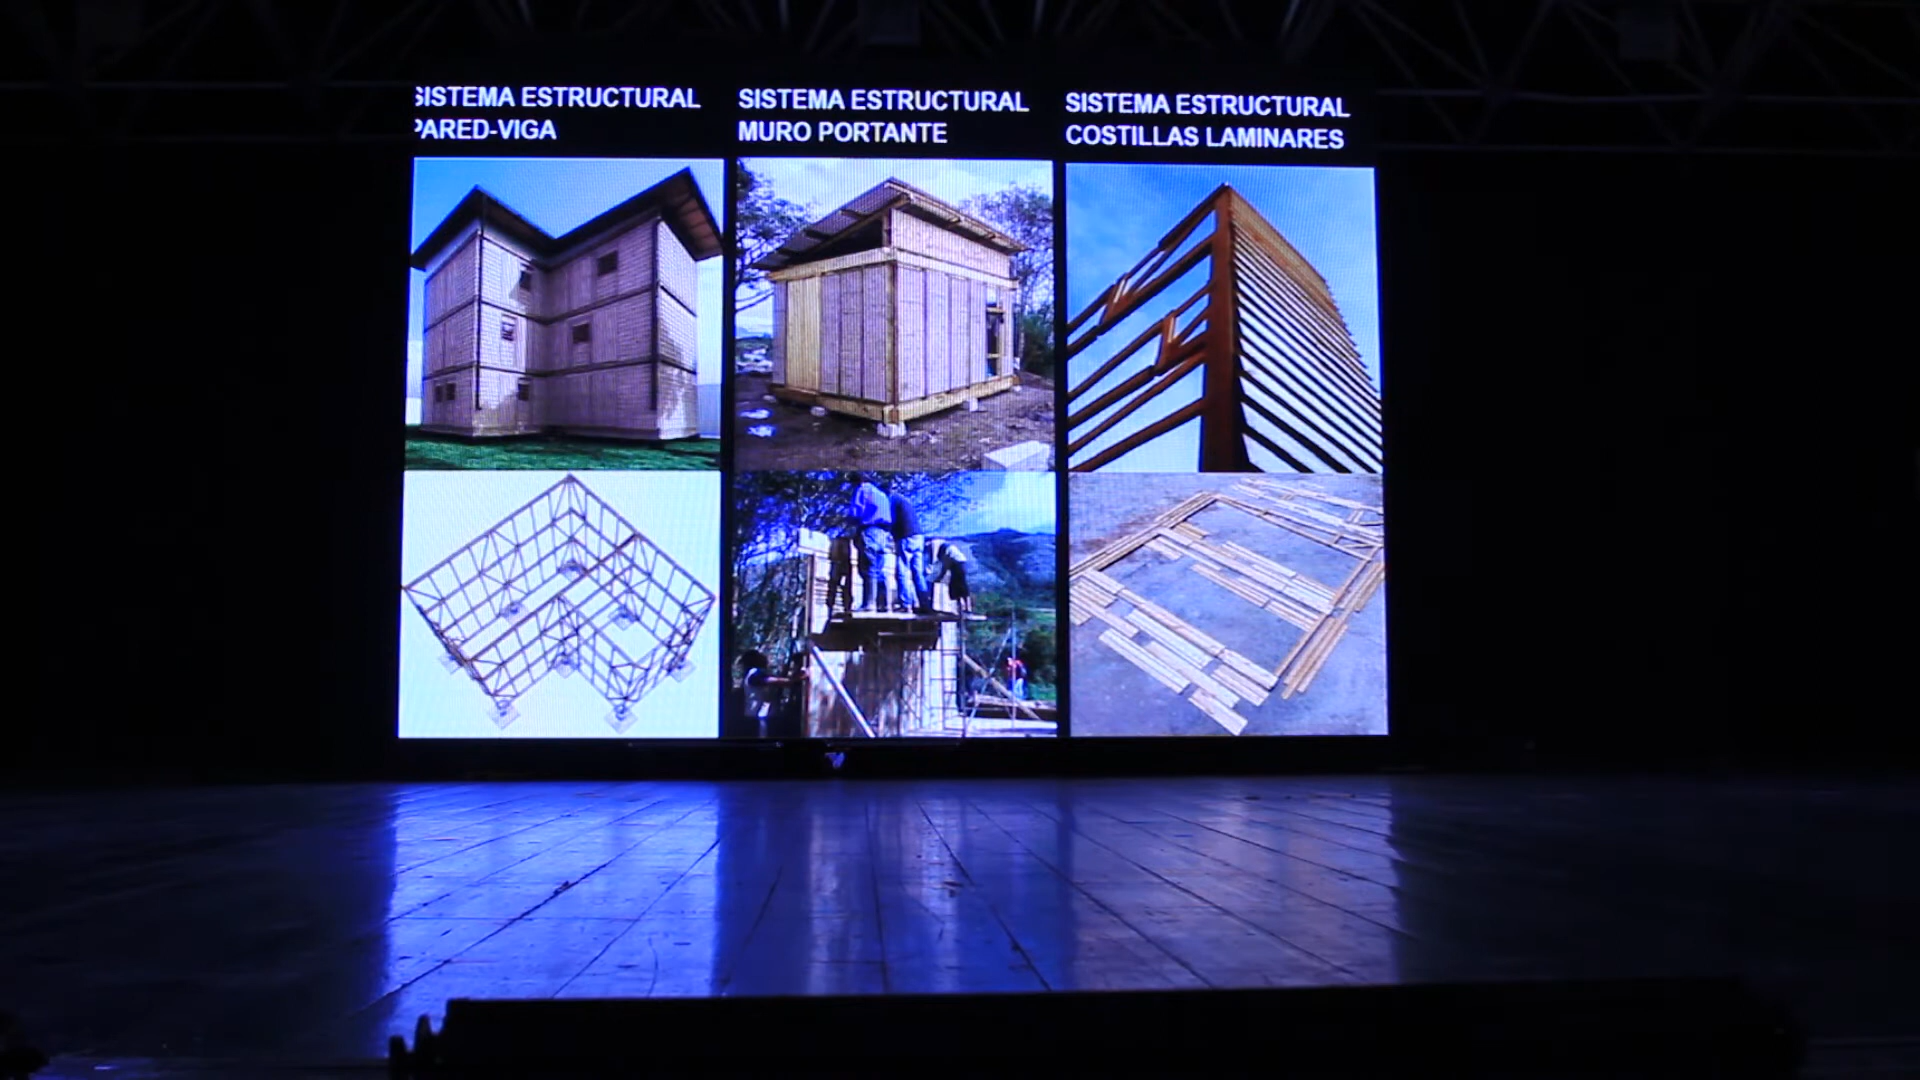 SISTEMA ESTRUCTURAL
PARED-VIGA
SISTEMA ESTRUCTURAL
MURO PORTANTE
SISTEMA ESTRUCTURAL
COSTILLAS LAMINARES